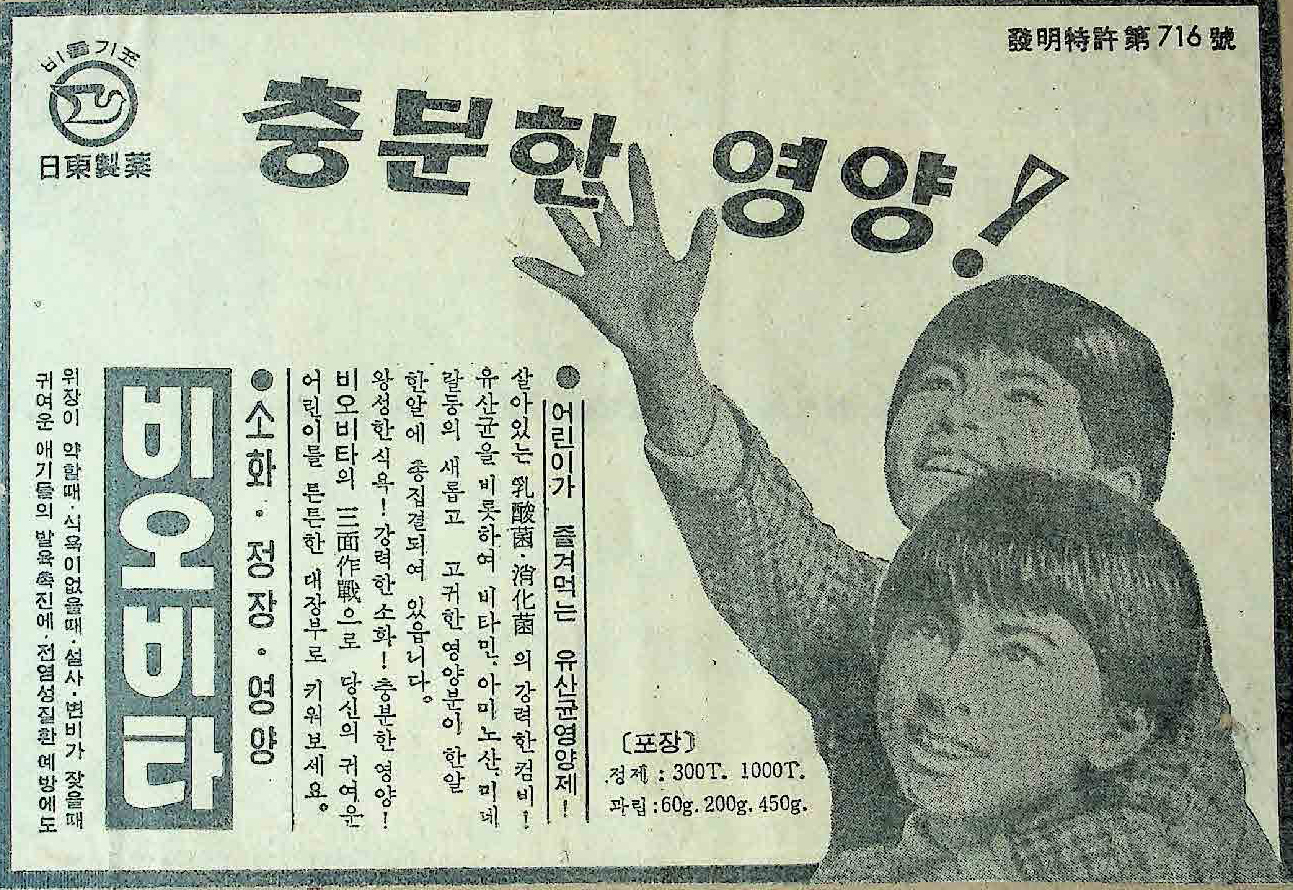 비둘기표
日東製薬
發明特許 第716號
충분한 영양!
●어린이가 즐겨먹는 유산균영양제!
살아있는 乳酸菌·消化菌의 강력한 컴비!
유산균을 비롯하여 비타민, 아미노산, 미네
랄등의 새롭고 고귀한 영양분이 한알
한알에 총집결되여 있읍니다.
왕성한 식욕! 강력한 소화! 충분한 영양!
비오비타의 三面作戰으로 당신의 귀여운
어린이를 튼튼한 대장부로 키워보세요.
●소화·정장·영양
비오비타
위장이 약할때·식욕이없을때·설사·변비가 잦을때
귀여운 애기들의 발육촉진에, 전염성질환 예방에도
〔포장〕
정제 : 300T. 1000T.
과립 : 60g. 200g. 450g.